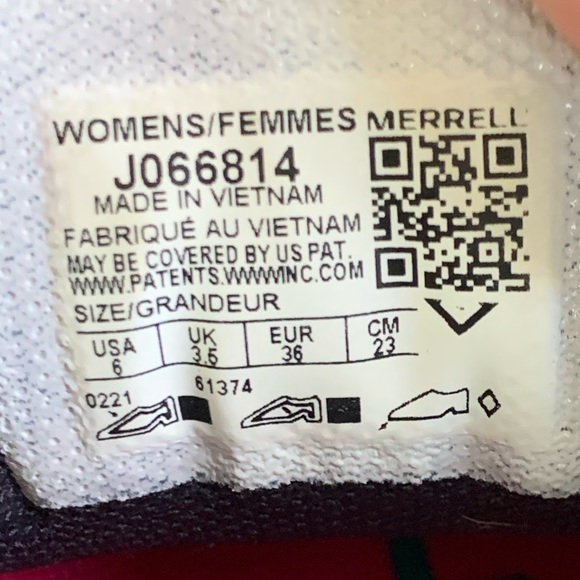 WOMENS/FEMMES MERRELL
J066814
MADE IN VIETNAM
FABRIQUÉ AU VIETNAM
MAY BE COVERED BY US PAT.
WWW.PATENTS.WWWINC.COM
SIZE/GRANDEUR
USA UK EUR CM
6 3.5 36 23
0221 61374